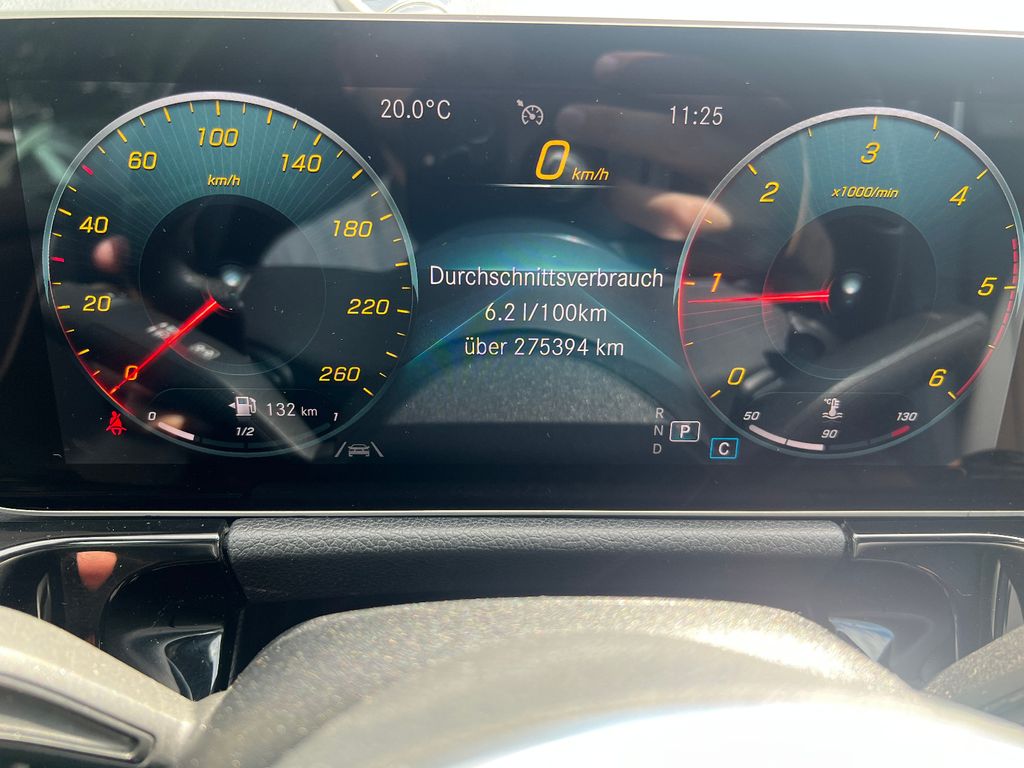 20.0°C
11:25
0 km/h
0
20
40
60
100
140
180
220
260
km/h
Durchschnittsverbrauch
6.2 l/100km
über 275394 km
0
1
2
3
4
5
6
x1000/min
132 km
0
1/2
1
R
N
D
P
C
°C
50
90
130